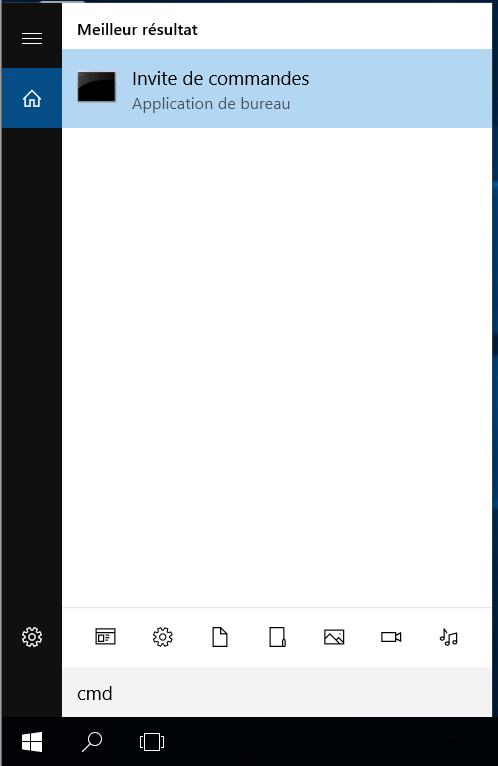 Meilleur résultat
Invite de commandes
Application de bureau
cmd